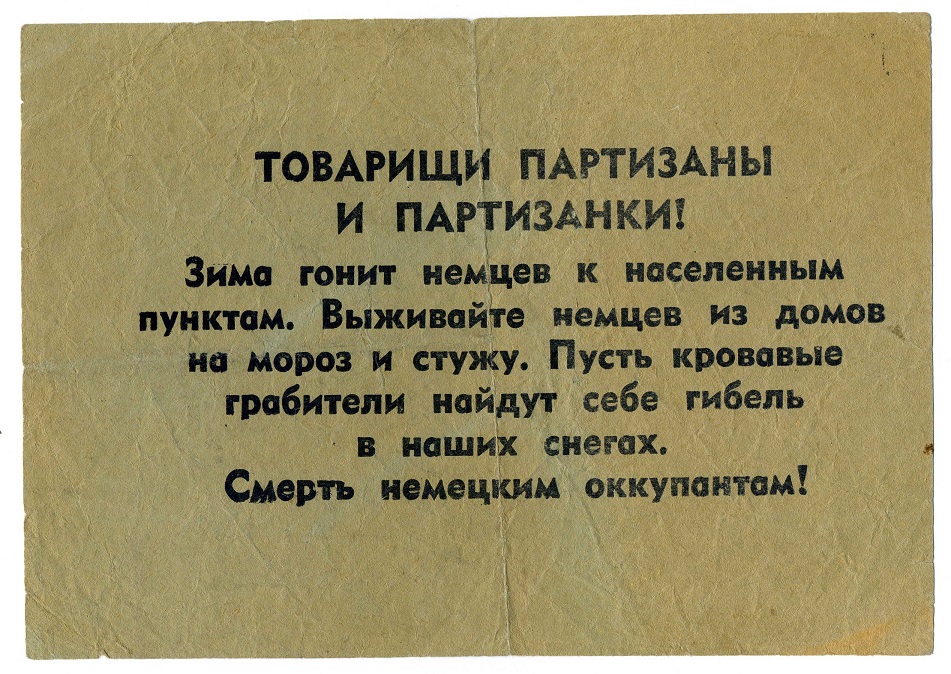 ТОВАРИЩИ ПАРТИЗАНЫ
И ПАРТИЗАНКИ!
Зима гонит немцев к населенным
пунктам. Выживайте немцев из домов
на мороз и стужу. Пусть кровавые
грабители найдут себе гибель
в наших снегах.
Смерть немецким оккупантам!